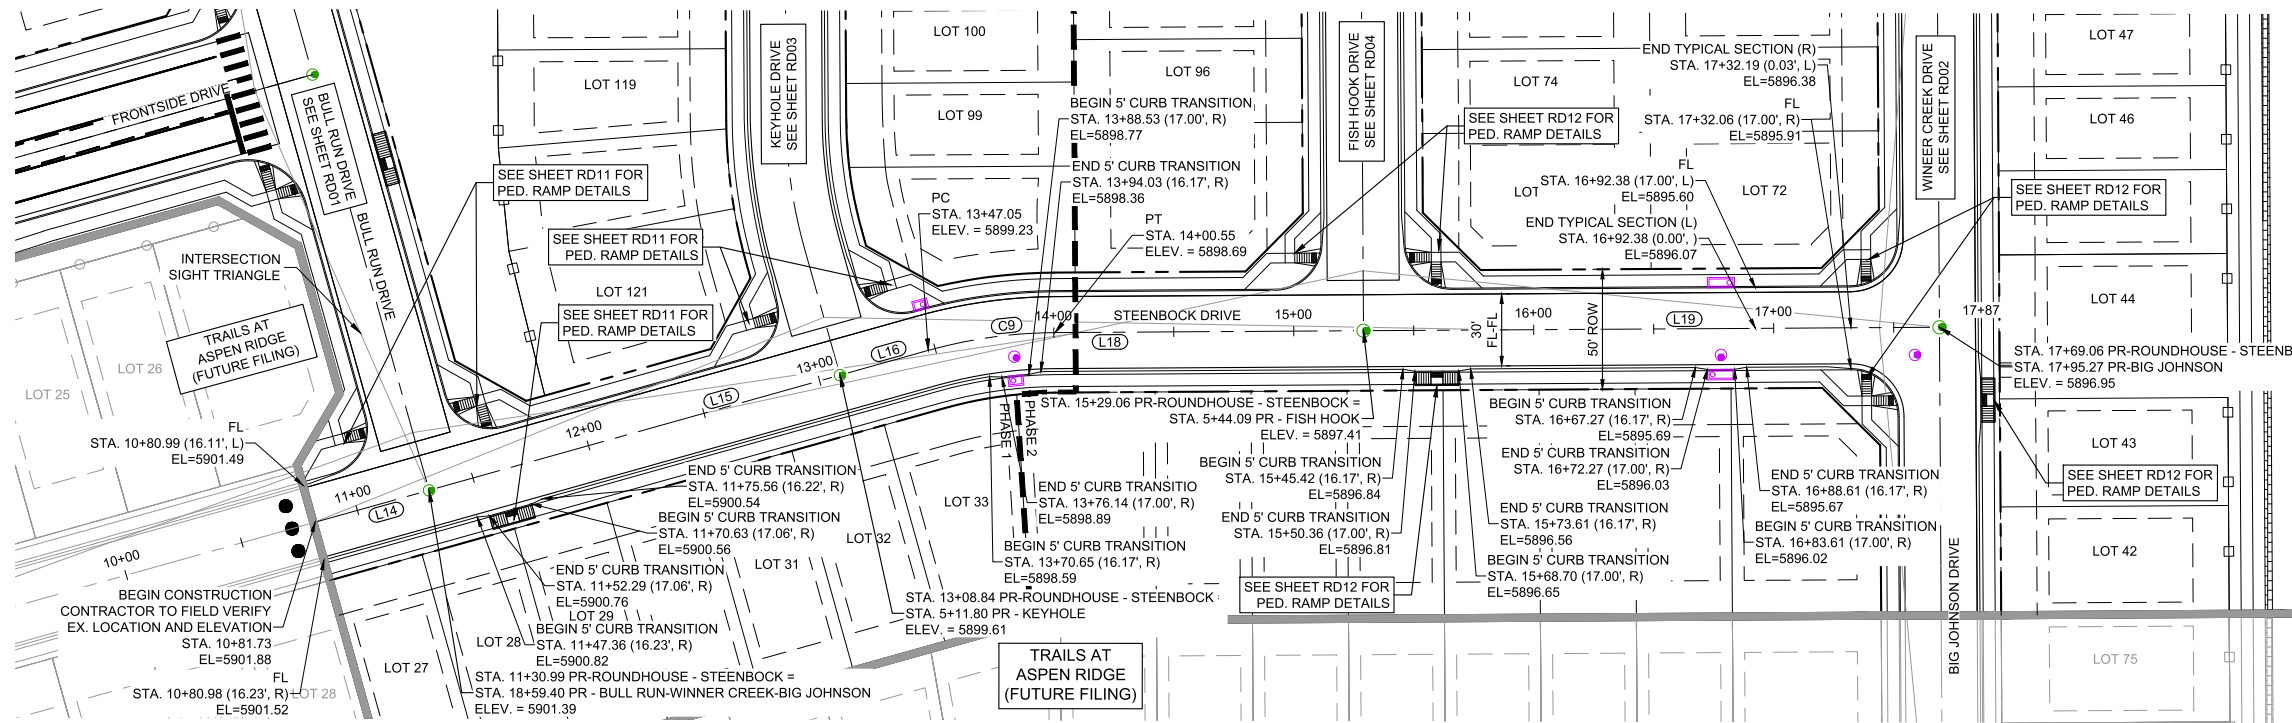 FRONTSIDE DRIVE
BULL RUN DRIVE
SEE SHEET RD01
BULL RUN DRIVE
INTERSECTION
SIGHT TRIANGLE
TRAILS AT
ASPEN RIDGE
(FUTURE FILING)
LOT 25
LOT 26
FL
STA. 10+80.99 (16.11', L)
EL=5901.49
10+00
BEGIN CONSTRUCTION
CONTRACTOR TO FIELD VERIFY
EX. LOCATION AND ELEVATION
STA. 10+81.73
EL=5901.88
FL
STA. 10+80.98 (16.23', R)
EL=5901.52
LOT 28
11+00
L14
LOT 27
LOT 28
LOT 29
SEE SHEET RD11 FOR
PED. RAMP DETAILS
SEE SHEET RD11 FOR
PED. RAMP DETAILS
LOT 121
SEE SHEET RD11 FOR
PED. RAMP DETAILS
LOT 119
KEYHOLE DRIVE
SEE SHEET RD03
12+00
L15
13+00
L16
END 5' CURB TRANSITION
STA. 11+75.56 (16.22', R)
EL=5900.54
BEGIN 5' CURB TRANSITION
STA. 11+70.63 (17.06', R)
EL=5900.56
END 5' CURB TRANSITION
STA. 11+52.29 (17.06', R)
EL=5900.76
BEGIN 5' CURB TRANSITION
STA. 11+47.36 (16.23', R)
EL=5900.82
STA. 11+30.99 PR-ROUNDHOUSE - STEENBOCK =
STA. 18+59.40 PR - BULL RUN-WINNER CREEK-BIG JOHNSON
ELEV. = 5901.39
LOT 31
LOT 32
LOT 33
LOT 100
LOT 99
LOT 96
PC
STA. 13+47.05
ELEV. = 5899.23
BEGIN 5' CURB TRANSITION
STA. 13+88.53 (17.00', R)
EL=5898.77
END 5' CURB TRANSITION
STA. 13+94.03 (16.17', R)
EL=5898.36
PT
STA. 14+00.55
ELEV. = 5898.69
C9
14+00
STEENBOCK DRIVE
L18
15+00
PHASE 1
PHASE 2
END 5' CURB TRANSITIO
STA. 13+76.14 (17.00', R)
EL=5898.89
BEGIN 5' CURB TRANSITION
STA. 13+70.65 (16.17', R)
EL=5898.59
STA. 13+08.84 PR-ROUNDHOUSE - STEENBOCK
STA. 5+11.80 PR - KEYHOLE
ELEV. = 5899.61
TRAILS AT
ASPEN RIDGE
(FUTURE FILING)
STA. 15+29.06 PR-ROUNDHOUSE - STEENBOCK =
STA. 5+44.09 PR - FISH HOOK
ELEV. = 5897.41
BEGIN 5' CURB TRANSITION
STA. 15+45.42 (16.17', R)
EL=5896.84
END 5' CURB TRANSITION
STA. 15+50.36 (17.00', R)
EL=5896.81
SEE SHEET RD12 FOR
PED. RAMP DETAILS
FISH HOOK DRIVE
SEE SHEET RD04
SEE SHEET RD12 FOR
PED. RAMP DETAILS
LOT 74
LOT
LOT 72
END TYPICAL SECTION (R)
STA. 17+32.19 (0.03', L)
EL=5896.38
FL
STA. 17+32.06 (17.00', R)
EL=5895.91
FL
STA. 16+92.38 (17.00', L)
EL=5895.60
END TYPICAL SECTION (L)
STA. 16+92.38 (0.00', )
EL=5896.07
30'
FL-FL
16+00
50' ROW
L19
17+00
17+87
BEGIN 5' CURB TRANSITION
STA. 16+67.27 (16.17', R)
EL=5895.69
END 5' CURB TRANSITION
STA. 16+72.27 (17.00', R)
EL=5896.03
END 5' CURB TRANSITION
STA. 15+73.61 (16.17', R)
EL=5896.56
BEGIN 5' CURB TRANSITION
STA. 15+68.70 (17.00', R)
EL=5896.65
END 5' CURB TRANSITION
STA. 16+88.61 (16.17', R)
EL=5895.67
BEGIN 5' CURB TRANSITION
STA. 16+83.61 (17.00', R)
EL=5896.02
WINEER CREEK DRIVE
SEE SHEET RD02
SEE SHEET RD12 FOR
PED. RAMP DETAILS
STA. 17+69.06 PR-ROUNDHOUSE - STEENB
STA. 17+95.27 PR-BIG JOHNSON
ELEV. = 5896.95
SEE SHEET RD12 FOR
PED. RAMP DETAILS
BIG JOHNSON DRIVE
LOT 47
LOT 46
LOT 44
LOT 43
LOT 42
LOT 75